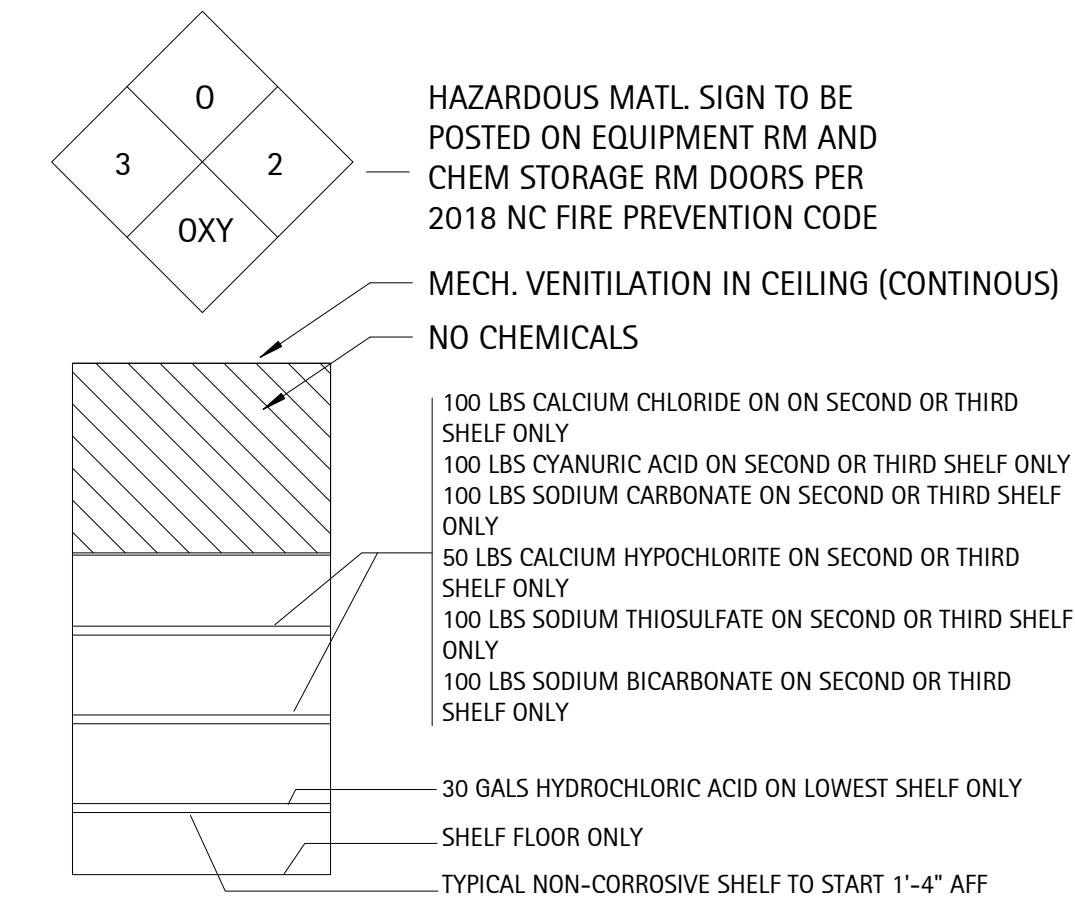 0
3 2
OXY
HAZARDOUS MATL. SIGN TO BE
POSTED ON EQUIPMENT RM AND
CHEM STORAGE RM DOORS PER
2018 NC FIRE PREVENTION CODE
MECH. VENITILATION IN CEILING (CONTINOUS)
NO CHEMICALS
100 LBS CALCIUM CHLORIDE ON ON SECOND OR THIRD
SHELF ONLY
100 LBS CYANURIC ACID ON SECOND OR THIRD SHELF ONLY
100 LBS SODIUM CARBONATE ON SECOND OR THIRD SHELF
ONLY
50 LBS CALCIUM HYPOCHLORITE ON SECOND OR THIRD
SHELF ONLY
100 LBS SODIUM THIOSULFATE ON SECOND OR THIRD SHELF
ONLY
100 LBS SODIUM BICARBONATE ON SECOND OR THIRD
SHELF ONLY
30 GALS HYDROCHLORIC ACID ON LOWEST SHELF ONLY
SHELF FLOOR ONLY
TYPICAL NON-CORROSIVE SHELF TO START 1'-4" AFF